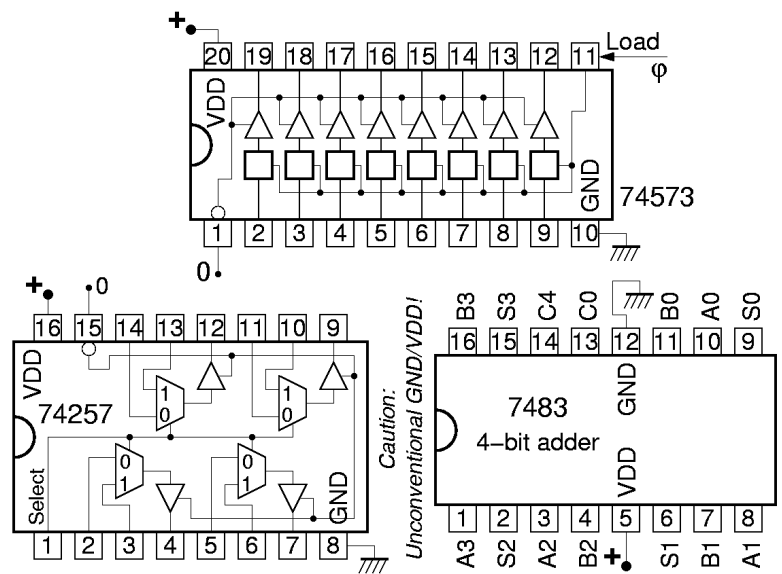 +
20 19 18 17 16 15 14 13 12 11 Load
φ
VDD
GND
74573
1 2 3 4 5 6 7 8 9 10
0
+ 0
16 15 14 13 12 11 10 9
VDD
1 1
0 0
74257
0 0
1 1
Select
GND
1 2 3 4 5 6 7 8
Caution:
Unconventional GND/VDD!
B3 S3 C4 C0 B0 A0 S0
16 15 14 13 12 11 10 9
GND
7483
4-bit adder
VDD
1 2 3 4 5 6 7 8
A3 S2 A2 B2 + S1 B1 A1